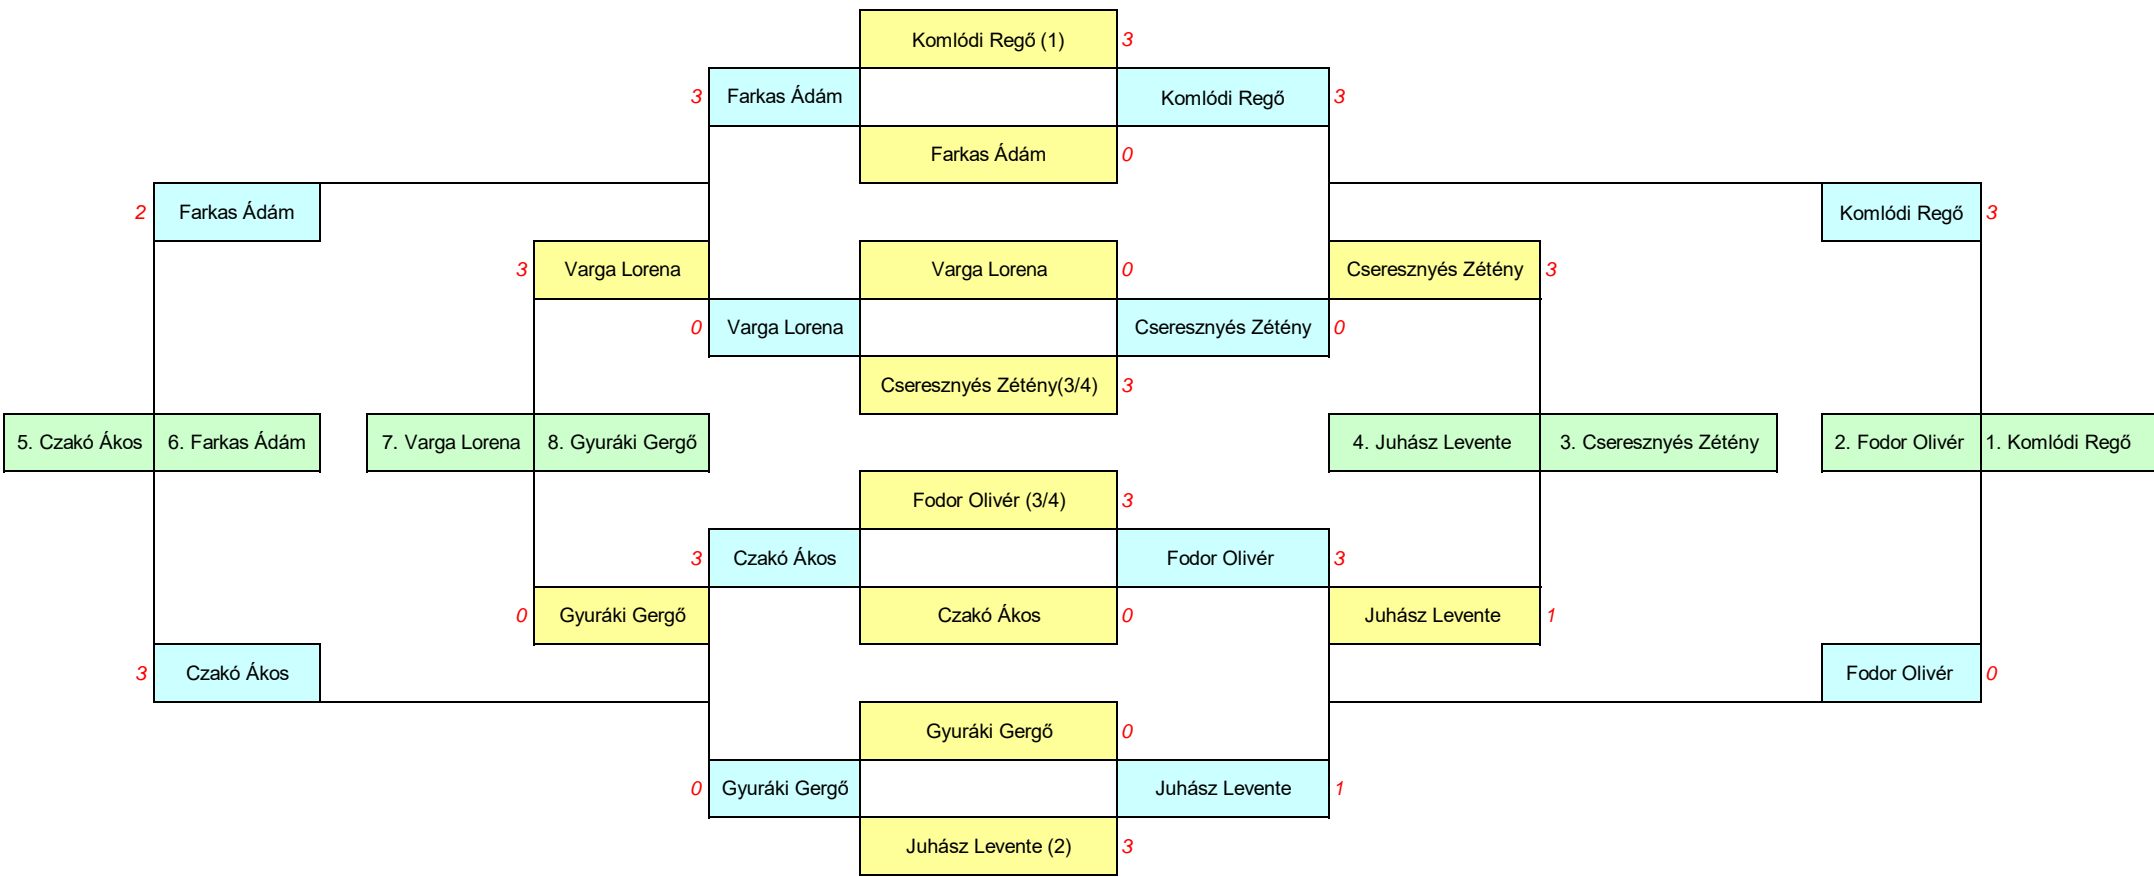 Komlódi Regő (1) 3
3 Farkas Ádám Komlódi Regő 3
Farkas Ádám 0
2 Farkas Ádám Komlódi Regő 3
3 Varga Lorena Varga Lorena 0 Cseresznyés Zétény 3
0 Varga Lorena Cseresznyés Zétény 0
Cseresznyés Zétény(3/4) 3
5. Czakó Ákos 6. Farkas Ádám 7. Varga Lorena 8. Gyuráki Gergő 4. Juhász Levente 3. Cseresznyés Zétény 2. Fodor Olivér 1. Komlódi Regő
Fodor Olivér (3/4) 3
3 Czakó Ákos Fodor Olivér 3
0 Gyuráki Gergő Czakó Ákos 0 Juhász Levente 1
3 Czakó Ákos Fodor Olivér 0
Gyuráki Gergő 0
0 Gyuráki Gergő Juhász Levente 1
Juhász Levente (2) 3